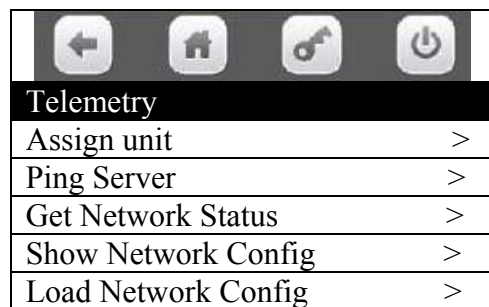 Telemetry
Assign unit >
Ping Server >
Get Network Status >
Show Network Config >
Load Network Config >